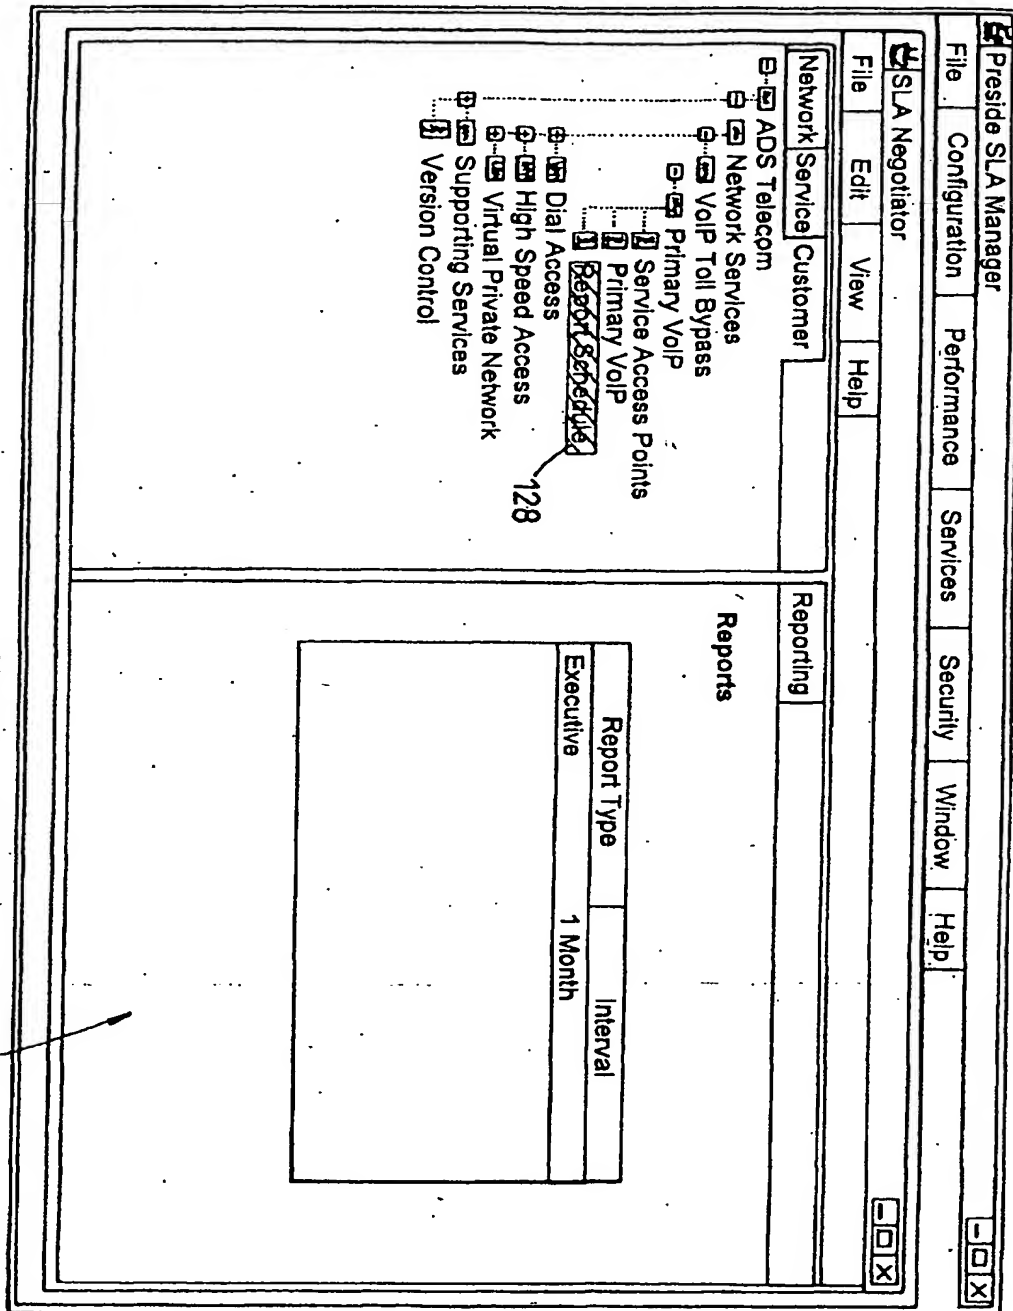 Preside SLA Manager
File Configuration Performance Services Security Window Help
SLA Negotiator
File Edit View Help
Network Service Customer
ADS Telecom
Network Services
VoIP Toll Bypass
Primary VoIP
Service Access Points
Primary VoIP
Report Schedule
128
Dial Access
High Speed Access
Virtual Private Network
Supporting Services
Version Control
Reporting
Reports
Report Type Interval
Executive 1 Month